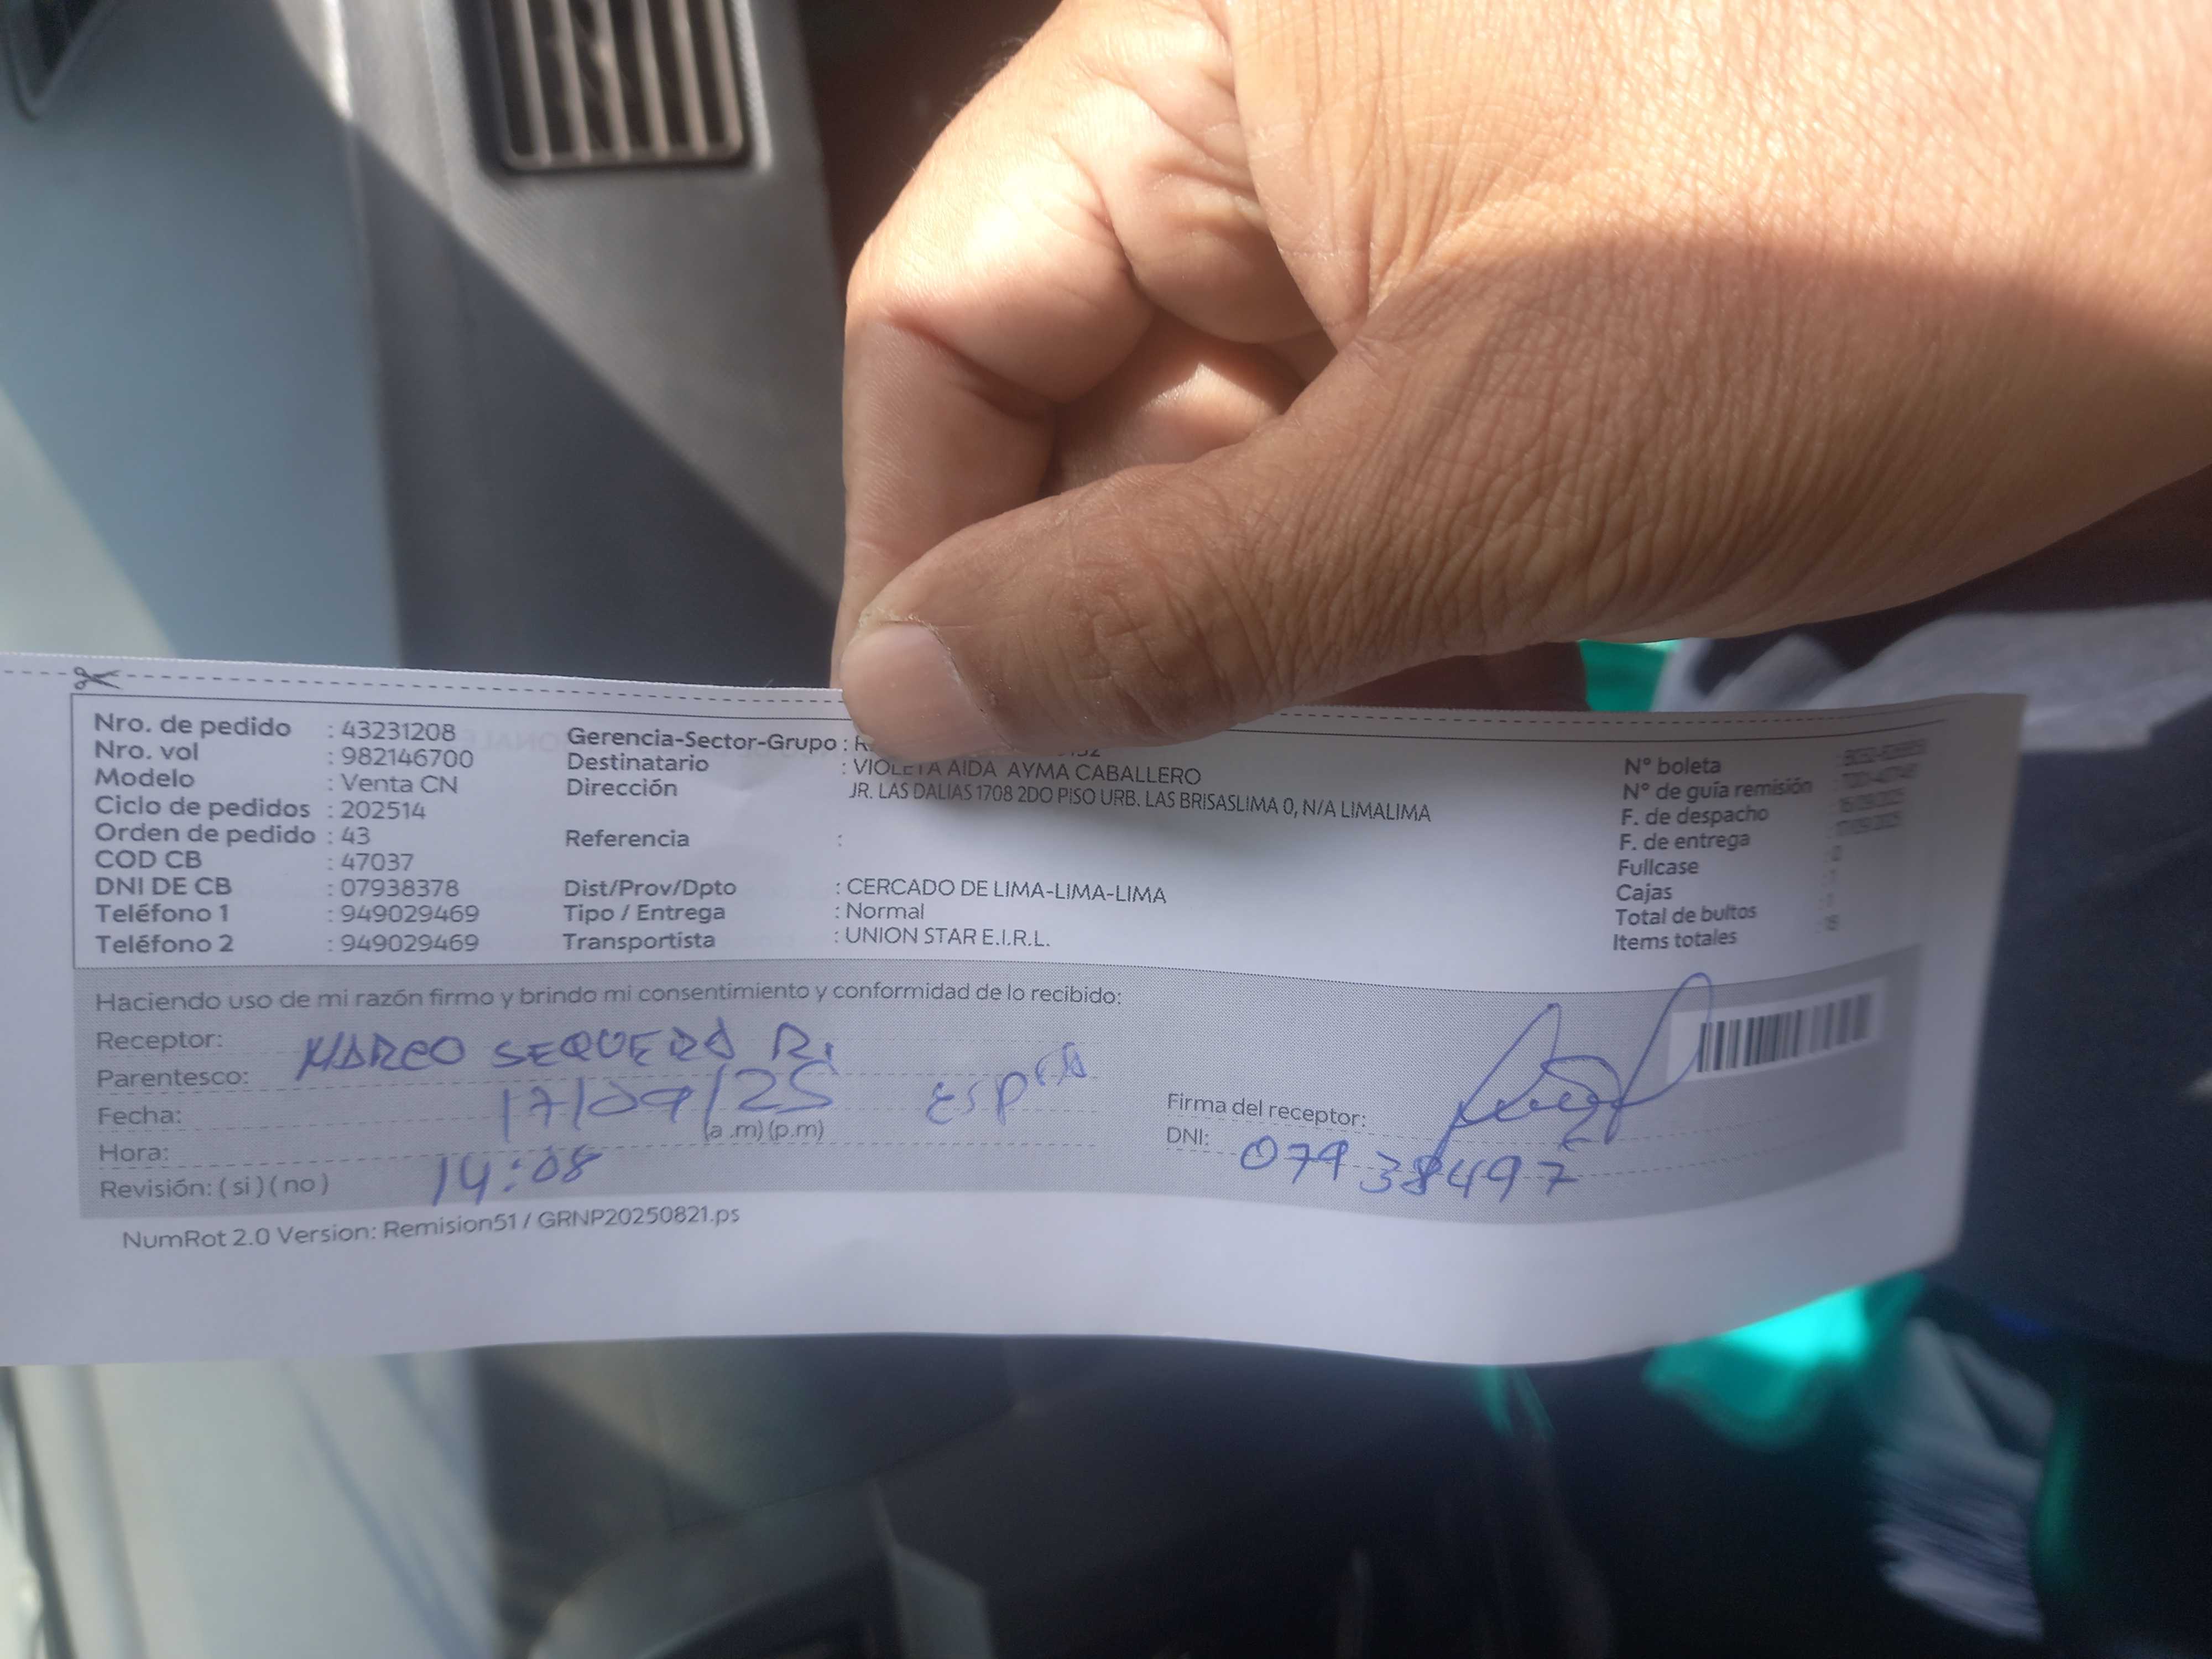 Nro. de pedido : 43231208
Nro. vol : 982146700
Modelo : Venta CN
Ciclo de pedidos : 202514
Orden de pedido : 43
COD CB : 47037
DNI DE CB : 07938378
Teléfono 1 : 949029469
Teléfono 2 : 949029469
Gerencia-Sector-Grupo :
Destinatario : VIOLETA AIDA AYMA CABALLERO
Dirección JR. LAS DALIAS 1708 2DO PISO URB. LAS BRISASLIMA 0, N/A LIMALIMA
Referencia :
Dist/Prov/Dpto : CERCADO DE LIMA-LIMA-LIMA
Tipo / Entrega : Normal
Transportista : UNION STAR E.I.R.L.
N° boleta
N° de guía remisión
F. de despacho
F. de entrega
Fullcase
Cajas
Total de bultos
Items totales
Haciendo uso de mi razón firmo y brindo mi consentimiento y conformidad de lo recibido:
Receptor: MARCO SEQUERA R.
Parentesco:
Fecha: 17/09/25
(a .m) (p.m)
Hora: 14:08
Revisión: ( si ) ( no )
Firma del receptor:
DNI: 07938497
NumRot 2.0 Version: Remision51 / GRNP20250821.ps